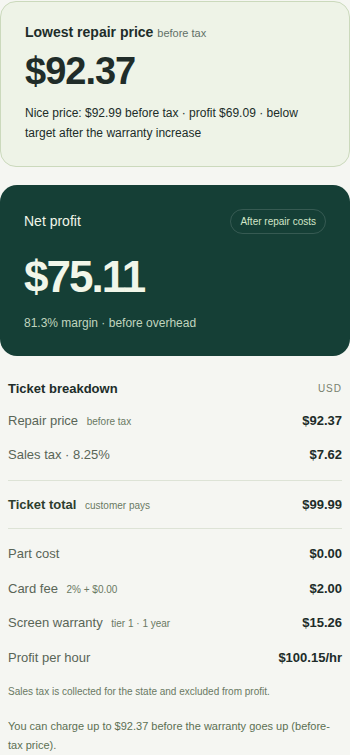 Lowest repair price before tax
$92.37
Nice price: $92.99 before tax · profit $69.09 · below
target after the warranty increase
Net profit
After repair costs
$75.11
81.3% margin · before overhead
Ticket breakdown USD
Repair price before tax $92.37
Sales tax · 8.25% $7.62
Ticket total customer pays $99.99
Part cost $0.00
Card fee 2% + $0.00 $2.00
Screen warranty tier 1 · 1 year $15.26
Profit per hour $100.15/hr
Sales tax is collected for the state and excluded from profit.
You can charge up to $92.37 before the warranty goes up (before-
tax price).